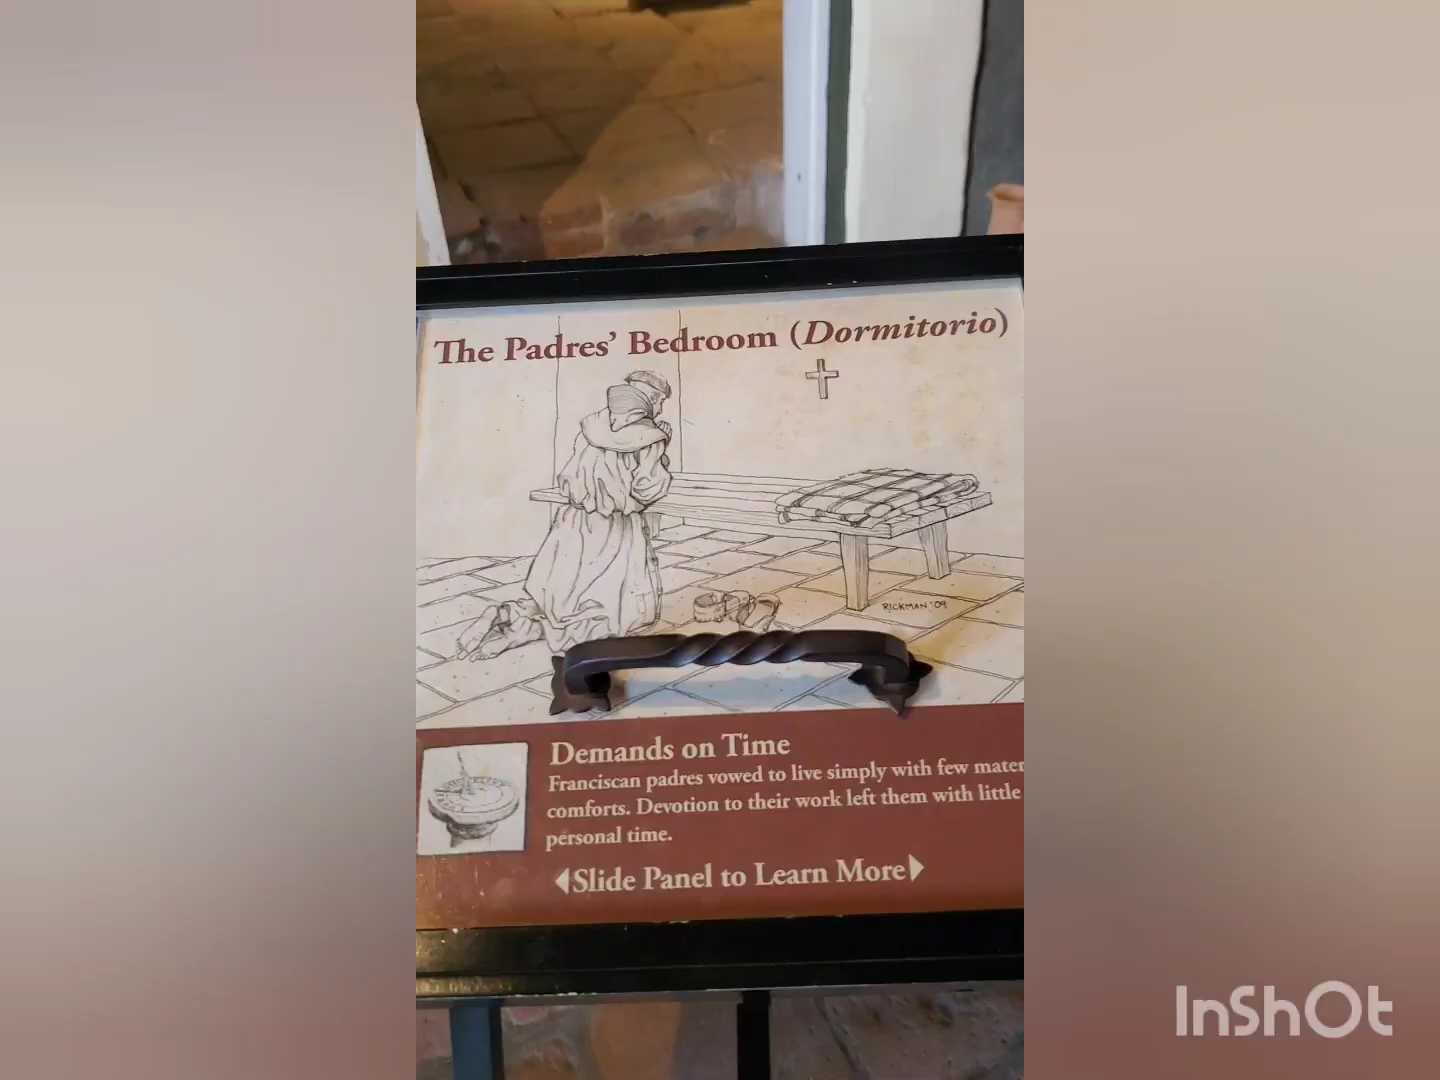 The Padres' Bedroom (Dormitorio)
RICKMAN '09
Demands on Time
Franciscan padres vowed to live simply with few mater
comforts. Devotion to their work left them with little
personal time.
Slide Panel to Learn More
InShOt